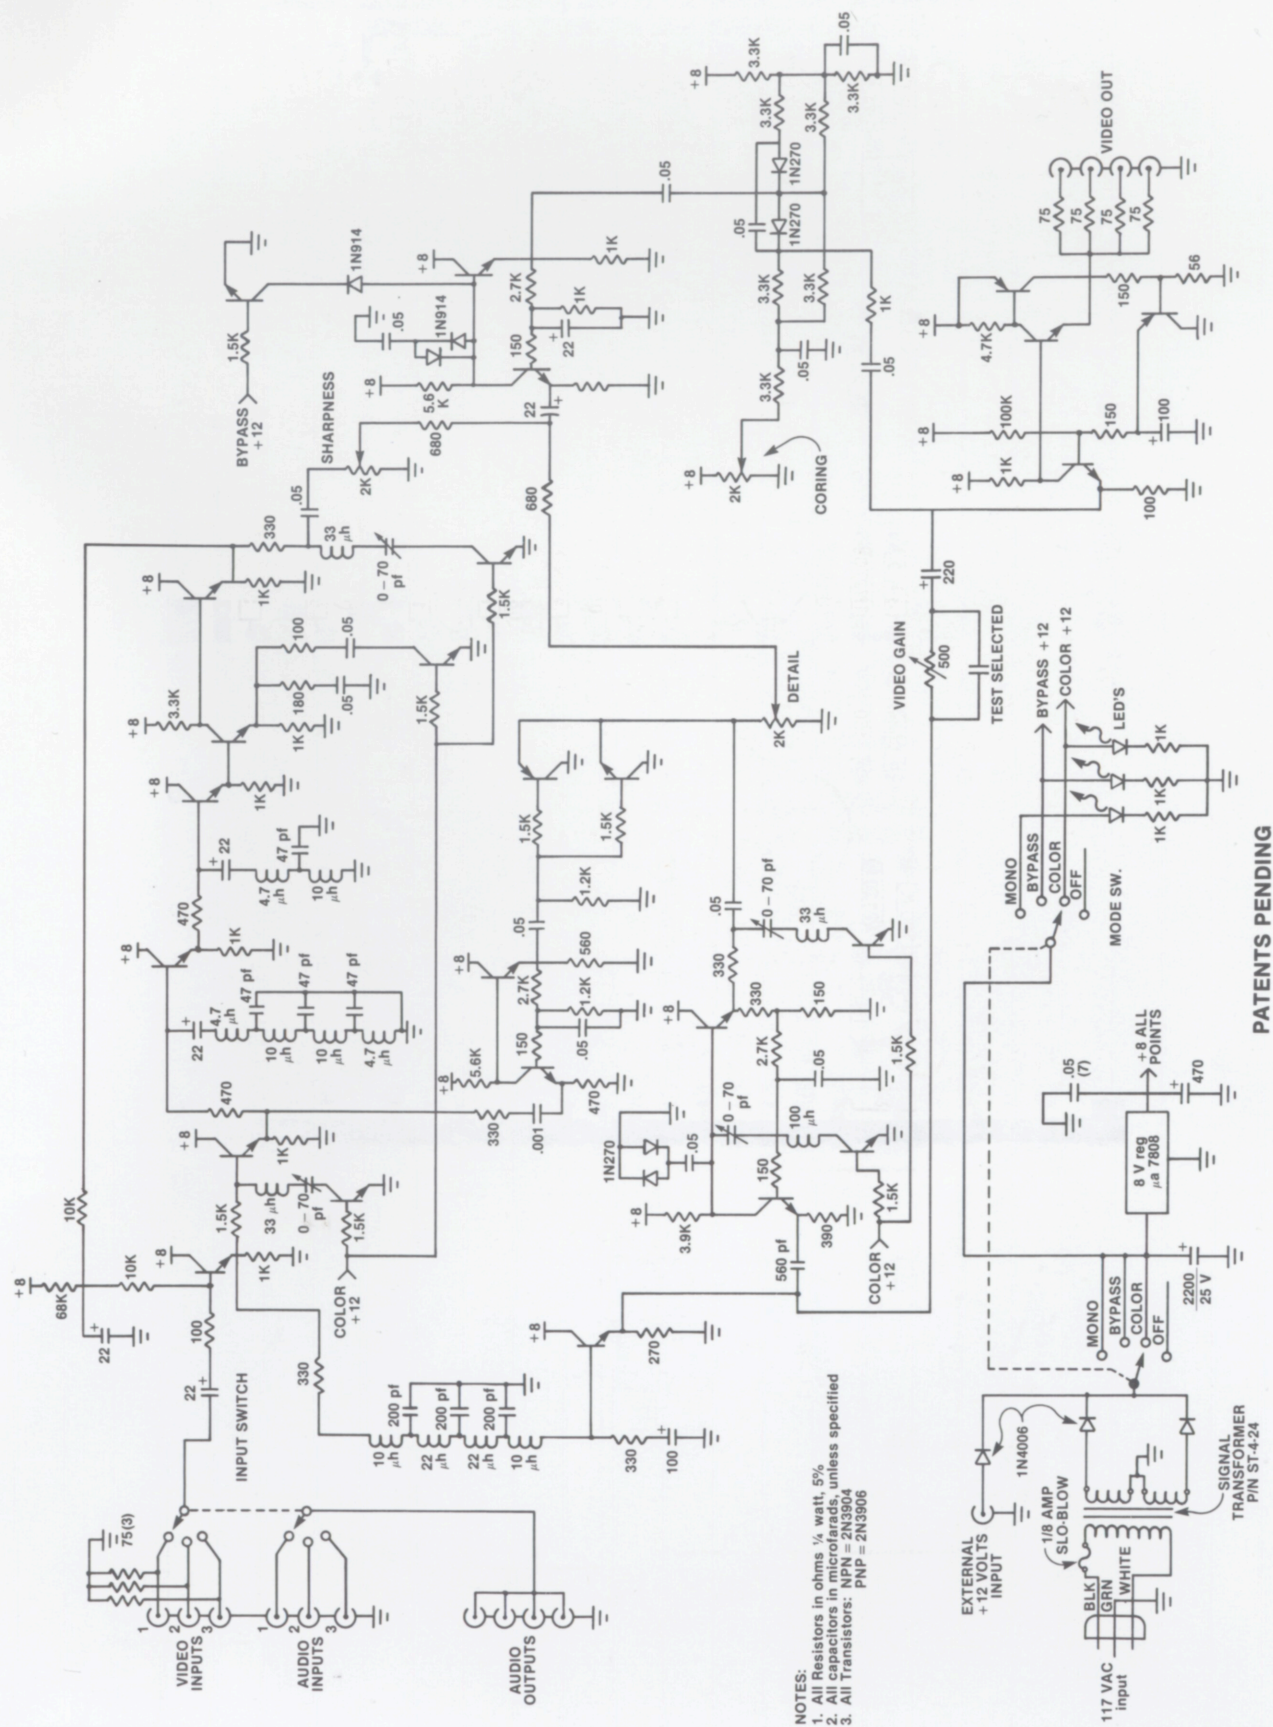 +8
68K
10K
22
+
10K
+8
100
22
+
1K
INPUT SWITCH
75(3)
1
2
3
VIDEO
INPUTS
1
2
3
AUDIO
INPUTS
AUDIO
OUTPUTS
330
10
µh
200 pf
22
µh
200 pf
22
µh
200 pf
10
µh
330
+
100
+8
270
1.5K
33 µh
0–70
pf
1.5K
COLOR
+12
+8
1K
470
22
+
4.7
µh
47 pf
10
µh
47 pf
10
µh
47 pf
4.7
µh
+8
470
1K
+
22
4.7
µh
47 pf
10
µh
+8
1K
+8
3.3K
1K
180
.05
100
.05
1.5K
+8
1K
330
.05
33
µh
0–70
pf
1.5K
SHARPNESS
2K
680
BYPASS
+12
1.5K
1N914
.05
1N914
+8
5.6
K
22
+
150
+
22
1K
2.7K
+8
1K
680
.05
330
.001
+8
5.6K
150
470
.05
1.2K
2.7K
+8
560
.05
1.2K
1.5K
1.5K
DETAIL
2K
1N270
.05
+8
3.9K
560 pf
390
150
0–70
pf
100
µh
1.5K
COLOR
+12
2.7K
.05
+8
330
330
150
1.5K
.05
0–70 pf
33
µh
+8
3.3K
.05
3.3K
3.3K
3.3K
1N270
1N270
.05
3.3K
3.3K
.05
3.3K
+8
2K
CORING
1K
.05
VIDEO GAIN
500
TEST SELECTED
+
220
+8
1K
100
+8
100K
150
+
100
+8
4.7K
150
56
75
75
75
75
VIDEO OUT
NOTES:
1. All Resistors in ohms ¼ watt, 5%
2. All capacitors in microfarads, unless specified
3. All Transistors: NPN = 2N3904
PNP = 2N3906
EXTERNAL
+12 VOLTS
INPUT
1N4006
1/8 AMP
SLO-BLOW
BLK
GRN
WHITE
117 VAC
input
SIGNAL
TRANSFORMER
P/N ST-4-24
MONO
BYPASS
COLOR
OFF
+
2200
25 V
8 V reg
µa 7808
.05
(7)
+8 ALL
POINTS
+
470
MONO
BYPASS
COLOR
OFF
MODE SW.
BYPASS +12
COLOR +12
LED'S
1K
1K
1K
PATENTS PENDING